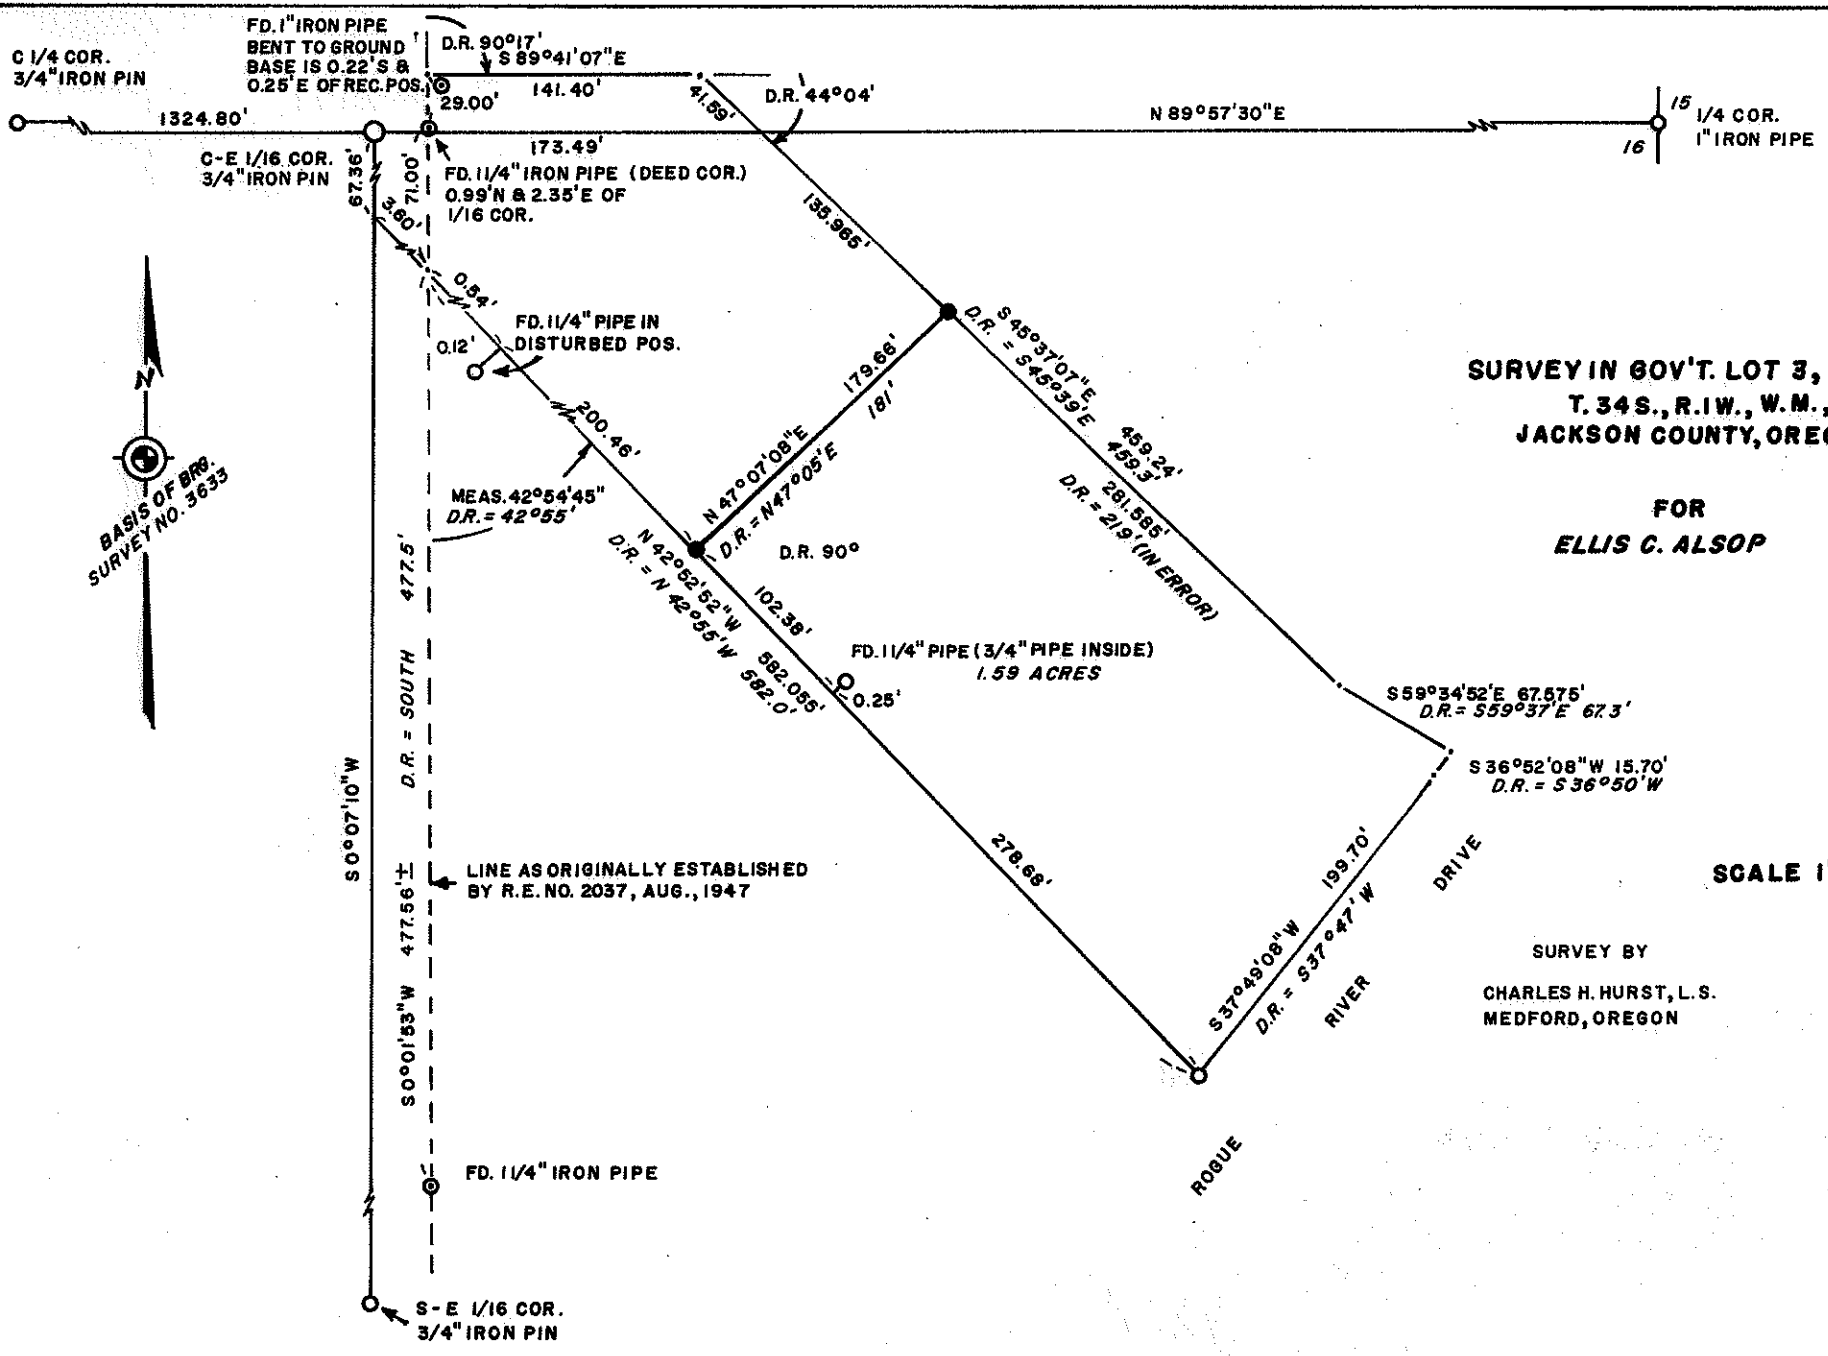 FD. 1" IRON PIPE
BENT TO GROUND
BASE IS 0.22'S &
0.25'E OF REC. POS.
C 1/4 COR.
3/4" IRON PIN
D.R. 90°17'
S 89°41'07"E
141.40'
29.00'
41.59'
D.R. 44°04'
1324.80'
N 89°57'30"E
15
16
1/4 COR.
1" IRON PIPE
C-E 1/16 COR.
3/4" IRON PIN
173.49'
67.36'
71.00'
FD. 1 1/4" IRON PIPE (DEED COR.)
0.99'N & 2.35'E OF
1/16 COR.
3.60'
135.965'
0.54'
FD. 1 1/4" PIPE IN
DISTURBED POS.
0.12'
N
BASIS OF BRG.
SURVEY NO. 3633
200.46'
179.66'
181'
N 47°07'08"E
D.R. = N47°05'E
S 45°37'07"E
D.R. = S45°39'E
459.24'
459.3'
281.585'
D.R. = 219' (IN ERROR)
SURVEY IN GOV'T. LOT 3,
T. 34 S., R. 1 W., W.M.,
JACKSON COUNTY, OREG
FOR
ELLIS C. ALSOP
MEAS. 42°54'45"
D.R. = 42°55'
D.R. 90°
N 42°52'52"W
D.R. = N 42°55'W
582.055'
582.0'
102.38'
FD. 1 1/4" PIPE (3/4" PIPE INSIDE)
1.59 ACRES
0.25'
S 59°34'52"E 67.575'
D.R. = S59°37'E 67.3'
S 36°52'08"W 15.70'
D.R. = S 36°50'W
D.R. = SOUTH 477.5'
S 0°07'10"W
S 0°01'53"W 477.56'±
LINE AS ORIGINALLY ESTABLISHED
BY R.E. NO. 2037, AUG., 1947
278.68'
199.70'
S 37°49'08"W
D.R. = S37°47'W
ROGUE RIVER DRIVE
SCALE 1
SURVEY BY
CHARLES H. HURST, L.S.
MEDFORD, OREGON
FD. 1 1/4" IRON PIPE
S-E 1/16 COR.
3/4" IRON PIN